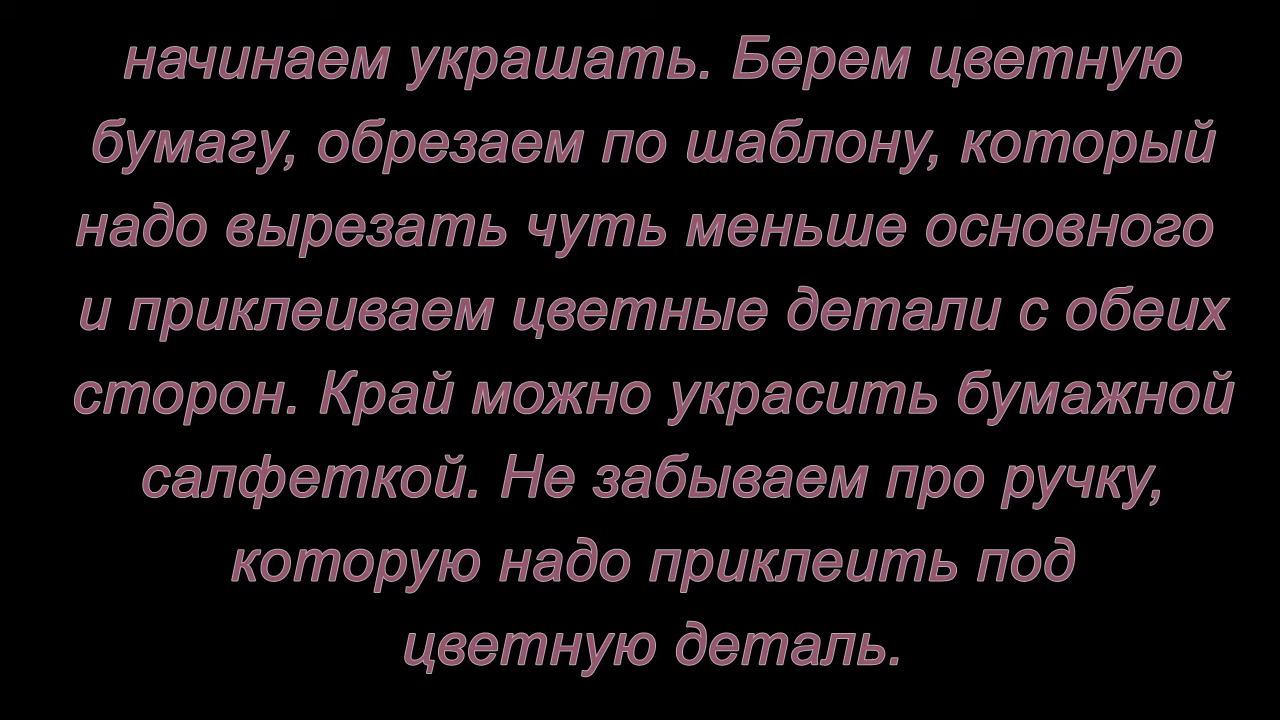 начинаем украшать. Берем цветную
бумагу, обрезаем по шаблону, который
надо вырезать чуть меньше основного
и приклеиваем цветные детали с обеих
сторон. Край можно украсить бумажной
салфеткой. Не забываем про ручку,
которую надо приклеить под
цветную деталь.